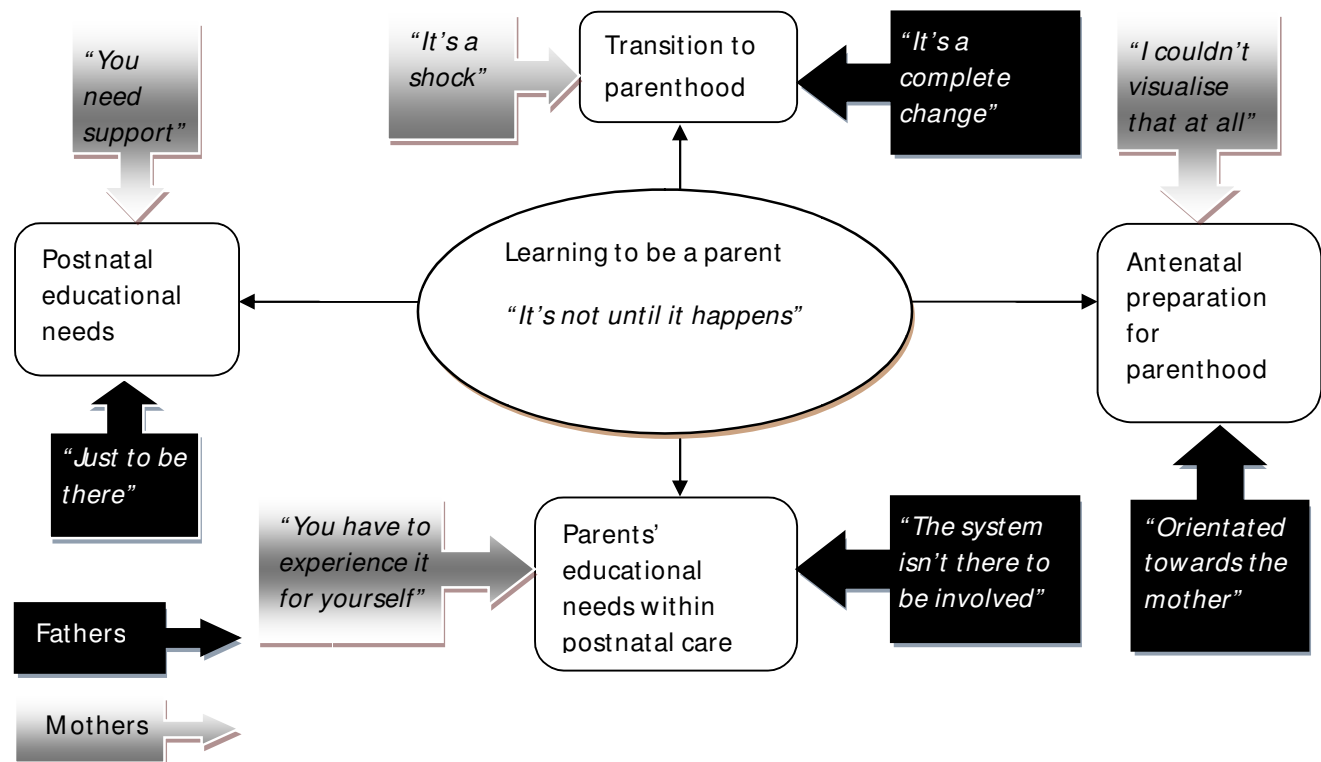 “You
need
support”
“It’s a
shock”
Transition to
parenthood
“It’s a
complete
change”
“I couldn’t
visualise
that at all”
Postnatal
educational
needs
Learning to be a parent
“It’s not until it happens”
Antenatal
preparation
for
parenthood
“Just to be
there”
“You have to
experience it
for yourself”
Parents’
educational
needs within
postnatal care
“The system
isn’t there to
be involved”
“Orientated
towards the
mother”
Fathers
Mothers